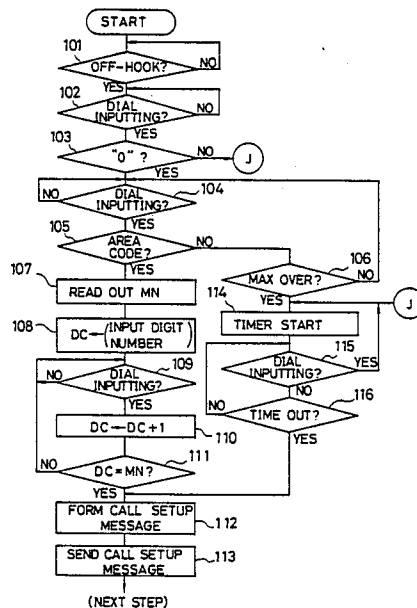 START
101
OFF-HOOK?
NO
YES
102
DIAL
INPUTTING?
NO
YES
103
"0" ?
NO
J
YES
DIAL
INPUTTING?
104
NO
YES
105
AREA
CODE?
NO
YES
107
READ OUT MN
MAX OVER?
106
NO
YES
J
108
DC←(INPUT DIGIT
NUMBER)
114
TIMER START
109
DIAL
INPUTTING?
YES
115
DIAL
INPUTTING?
YES
NO
DC←DC+1
110
116
TIME OUT?
YES
111
DC=MN?
NO
YES
FORM CALL SETUP
MESSAGE
112
SEND CALL SETUP
MESSAGE
113
(NEXT STEP)